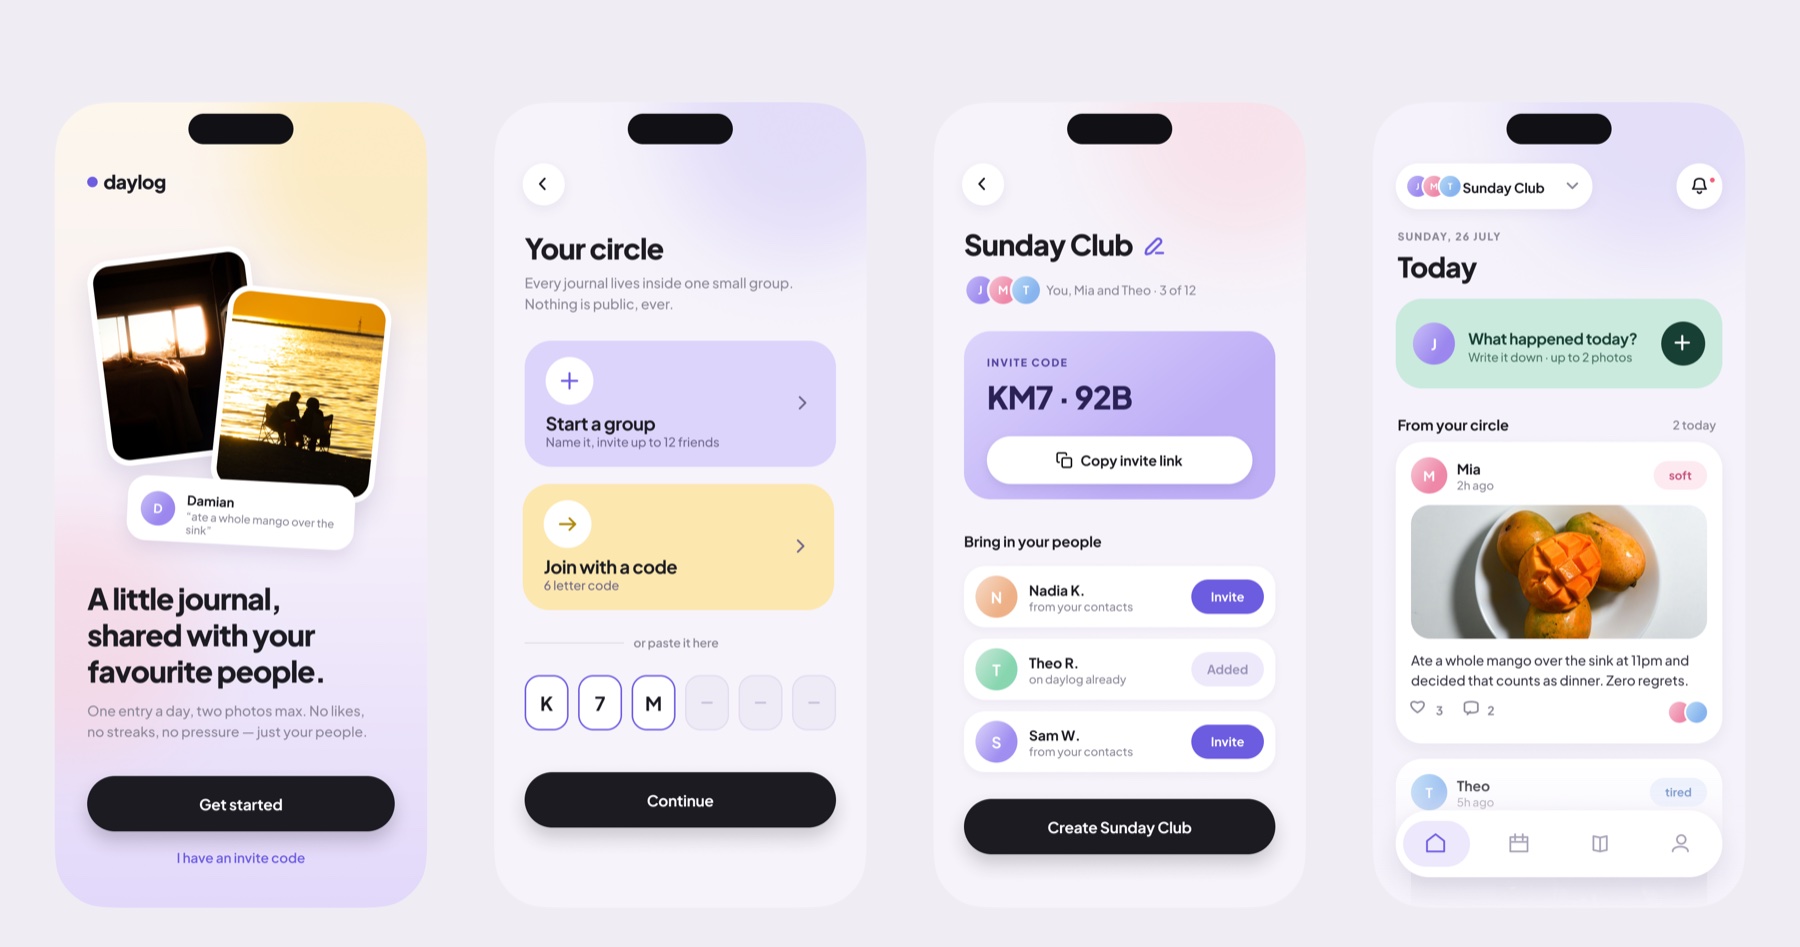 daylog
D
Damian
"ate a whole mango over the
sink"
A little journal,
shared with your
favourite people.
One entry a day, two photos max. No likes,
no streaks, no pressure — just your people.
Get started
I have an invite code
Your circle
Every journal lives inside one small group.
Nothing is public, ever.
Start a group
Name it, invite up to 12 friends
Join with a code
6 letter code
or paste it here
K 7 M – – –
Continue
Sunday Club
J M T You, Mia and Theo · 3 of 12
INVITE CODE
KM7 · 92B
Copy invite link
Bring in your people
N
Nadia K.
from your contacts
Invite
T
Theo R.
on daylog already
Added
S
Sam W.
from your contacts
Invite
Create Sunday Club
J M T Sunday Club
SUNDAY, 26 JULY
Today
J
What happened today?
Write it down · up to 2 photos
From your circle 2 today
M
Mia
2h ago
soft
Ate a whole mango over the sink at 11pm and
decided that counts as dinner. Zero regrets.
3 2
T
Theo
5h ago
tired